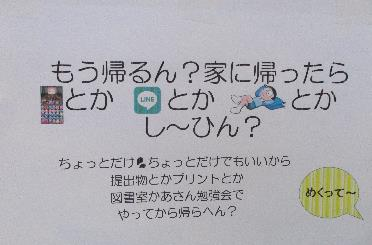 もう帰るん？家に帰ったら
とか LINE とか とか
し～ひん？
ちょっとだけ ちょっとだけでもいいから
提出物とかプリントとか
図書室かあさん勉強会で
やってから帰らへん？
めくって～